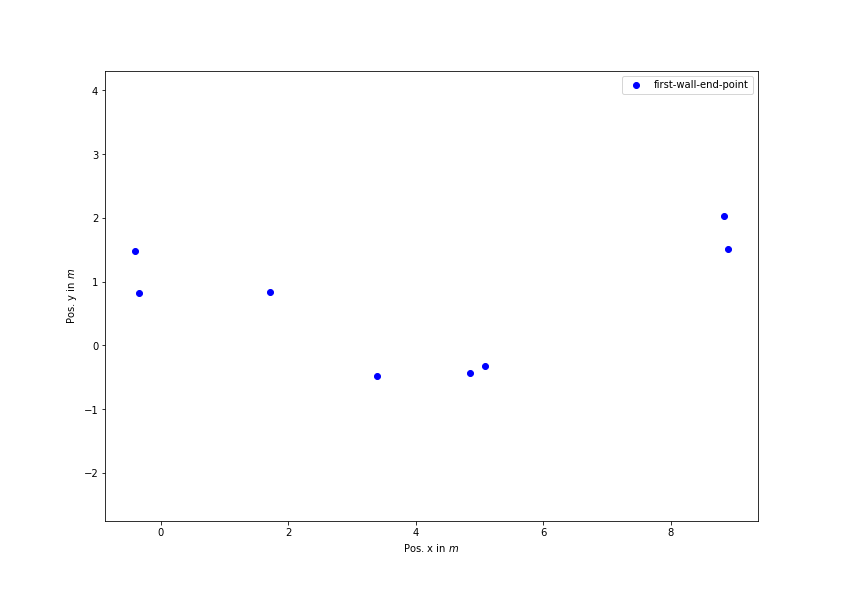 first-wall-end-point
4
3
2
1
0
−1
−2
Pos. y in m
0 2 4 6 8
Pos. x in m